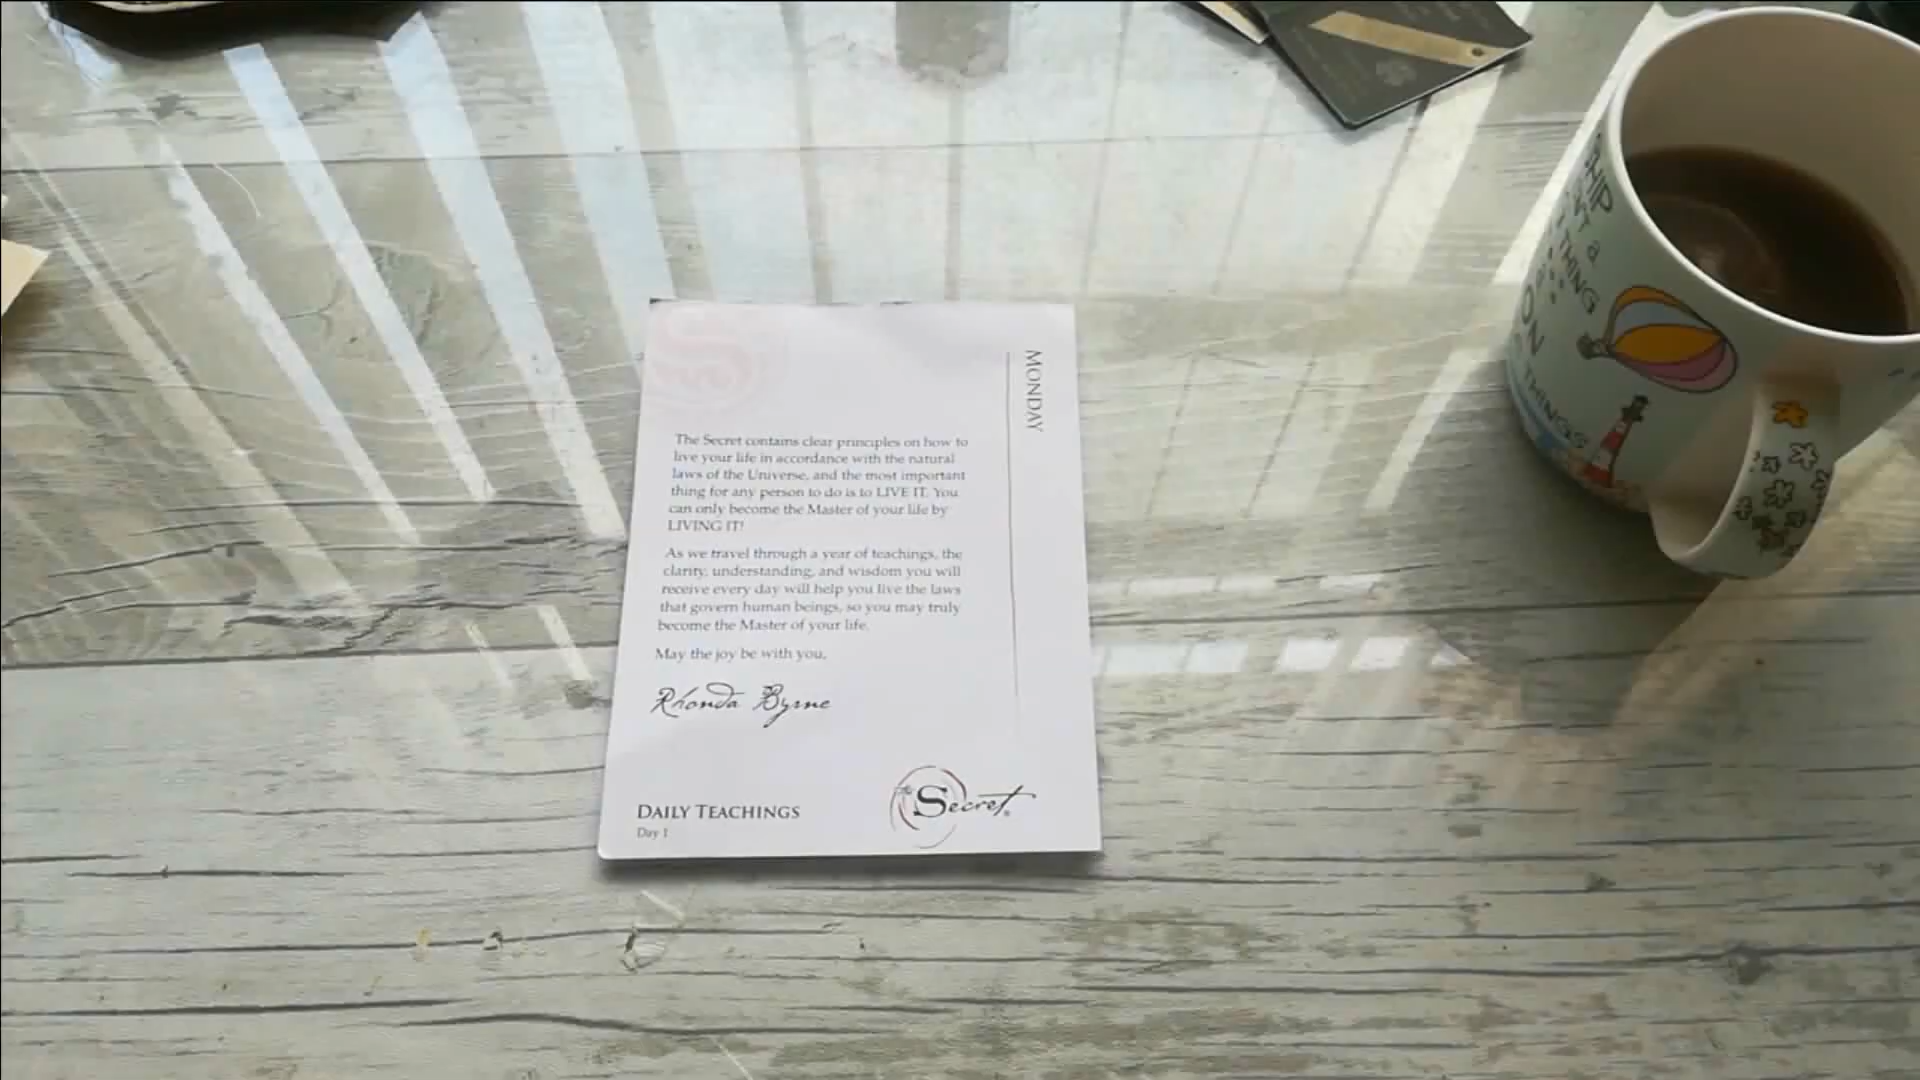 MONDAY
The Secret contains clear principles on how to
live your life in accordance with the natural
laws of the Universe, and the most important
thing for any person to do is to LIVE IT. You
can only become the Master of your life by
LIVING IT!
As we travel through a year of teachings, the
clarity, understanding, and wisdom you will
receive every day will help you live the laws
that govern human beings, so you may truly
become the Master of your life.
May the joy be with you,
Rhonda Byrne
The Secret
DAILY TEACHINGS
Day 1
SHIP
a
THING
ON
THINGS